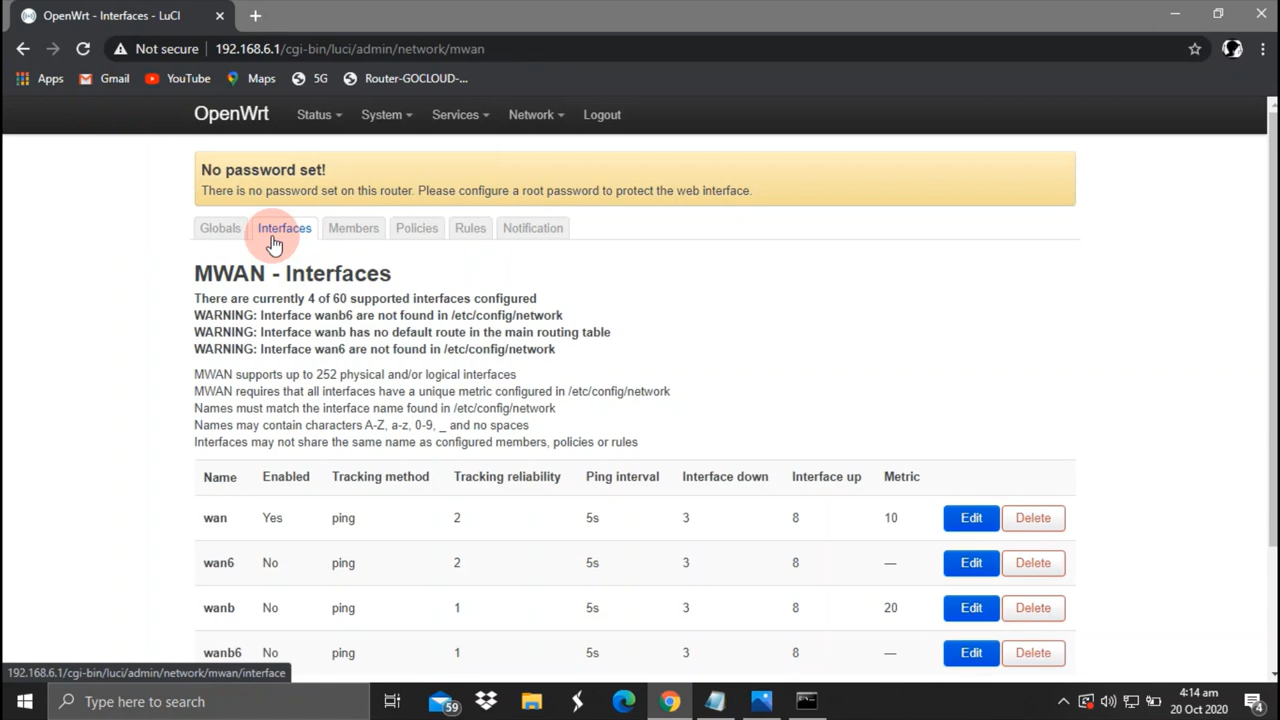 OpenWrt - Interfaces - LuCI
Not secure 192.168.6.1/cgi-bin/luci/admin/network/mwan
Apps Gmail YouTube Maps 5G Router-GOCLOUD-...
OpenWrt Status System Services Network Logout
No password set!
There is no password set on this router. Please configure a root password to protect the web interface.
Globals Interfaces Members Policies Rules Notification
MWAN - Interfaces
There are currently 4 of 60 supported interfaces configured
WARNING: Interface wanb6 are not found in /etc/config/network
WARNING: Interface wanb has no default route in the main routing table
WARNING: Interface wan6 are not found in /etc/config/network
MWAN supports up to 252 physical and/or logical interfaces
MWAN requires that all interfaces have a unique metric configured in /etc/config/network
Names must match the interface name found in /etc/config/network
Names may contain characters A-Z, a-z, 0-9, _ and no spaces
Interfaces may not share the same name as configured members, policies or rules
Name Enabled Tracking method Tracking reliability Ping interval Interface down Interface up Metric
wan Yes ping 2 5s 3 8 10 Edit Delete
wan6 No ping 2 5s 3 8 — Edit Delete
wanb No ping 1 5s 3 8 20 Edit Delete
wanb6 No ping 1 5s 3 8 — Edit Delete
192.168.6.1/cgi-bin/luci/admin/network/mwan/interface
Type here to search 59 4:14 am
20 Oct 2020 4